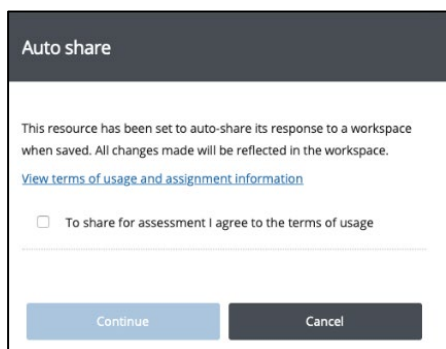 Auto share
This resource has been set to auto-share its response to a workspace
when saved. All changes made will be reflected in the workspace.
View terms of usage and assignment information
To share for assessment I agree to the terms of usage
Continue
Cancel